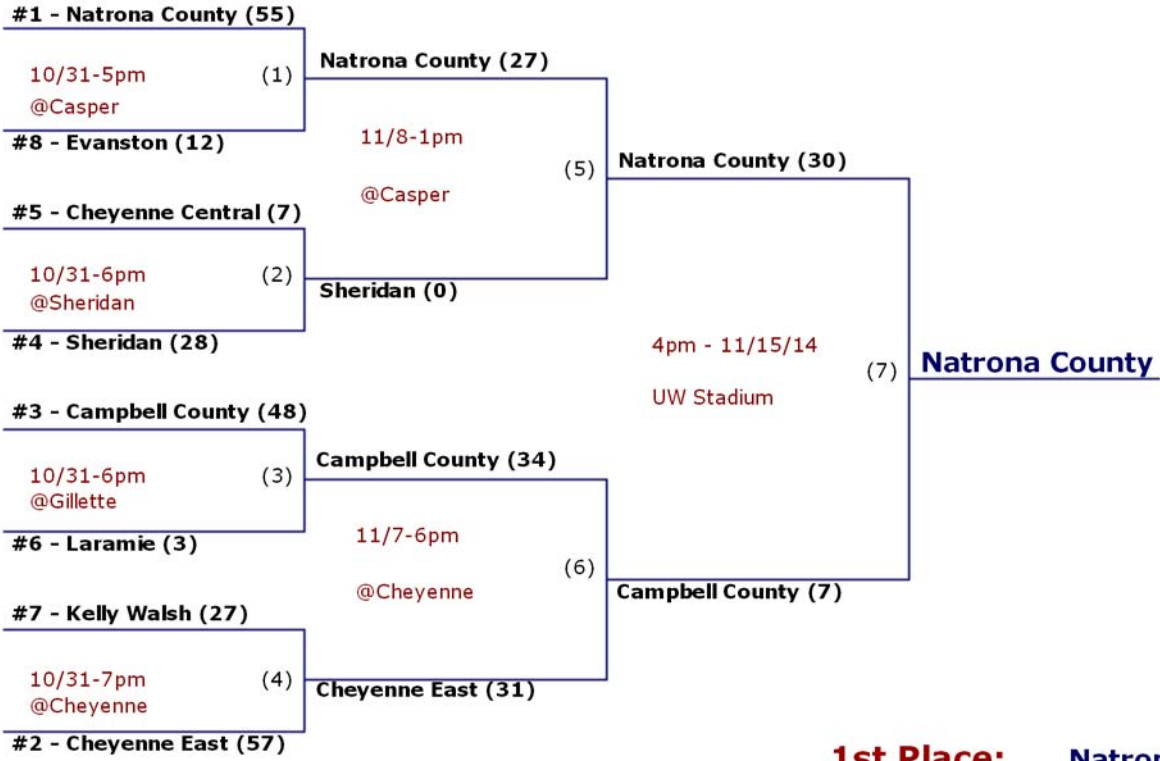 #1 - Natrona County (55)
10/31-5pm
(1)
@Casper
#8 - Evanston (12)
Natrona County (27)
11/8-1pm
(5)
@Casper
#5 - Cheyenne Central (7)
10/31-6pm
(2)
@Sheridan
#4 - Sheridan (28)
Sheridan (0)
Natrona County (30)
4pm - 11/15/14
(7)
UW Stadium
Natrona County
#3 - Campbell County (48)
10/31-6pm
(3)
@Gillette
#6 - Laramie (3)
Campbell County (34)
11/7-6pm
(6)
@Cheyenne
Campbell County (7)
#7 - Kelly Walsh (27)
10/31-7pm
(4)
@Cheyenne
#2 - Cheyenne East (57)
Cheyenne East (31)
1st Place: